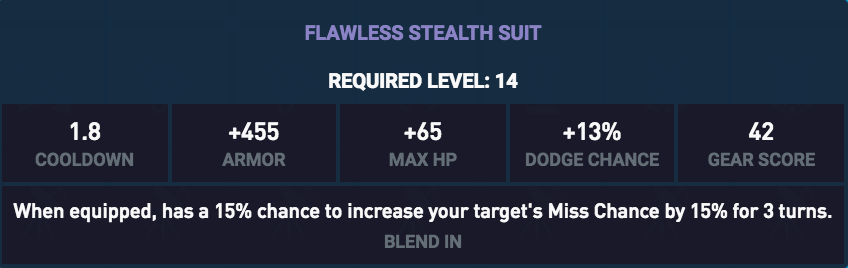 FLAWLESS STEALTH SUIT
REQUIRED LEVEL: 14
1.8 +455 +65 +13% 42
COOLDOWN ARMOR MAX HP DODGE CHANCE GEAR SCORE
When equipped, has a 15% chance to increase your target's Miss Chance by 15% for 3 turns.
BLEND IN